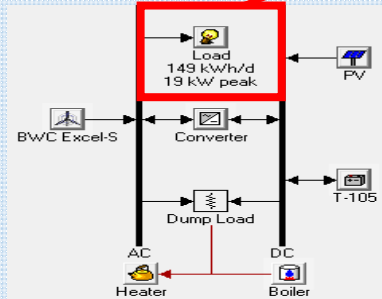 Load
149 kWh/d
19 kW peak
PV
BWC Excel-S
Converter
T-105
Dump Load
AC
DC
Heater
Boiler